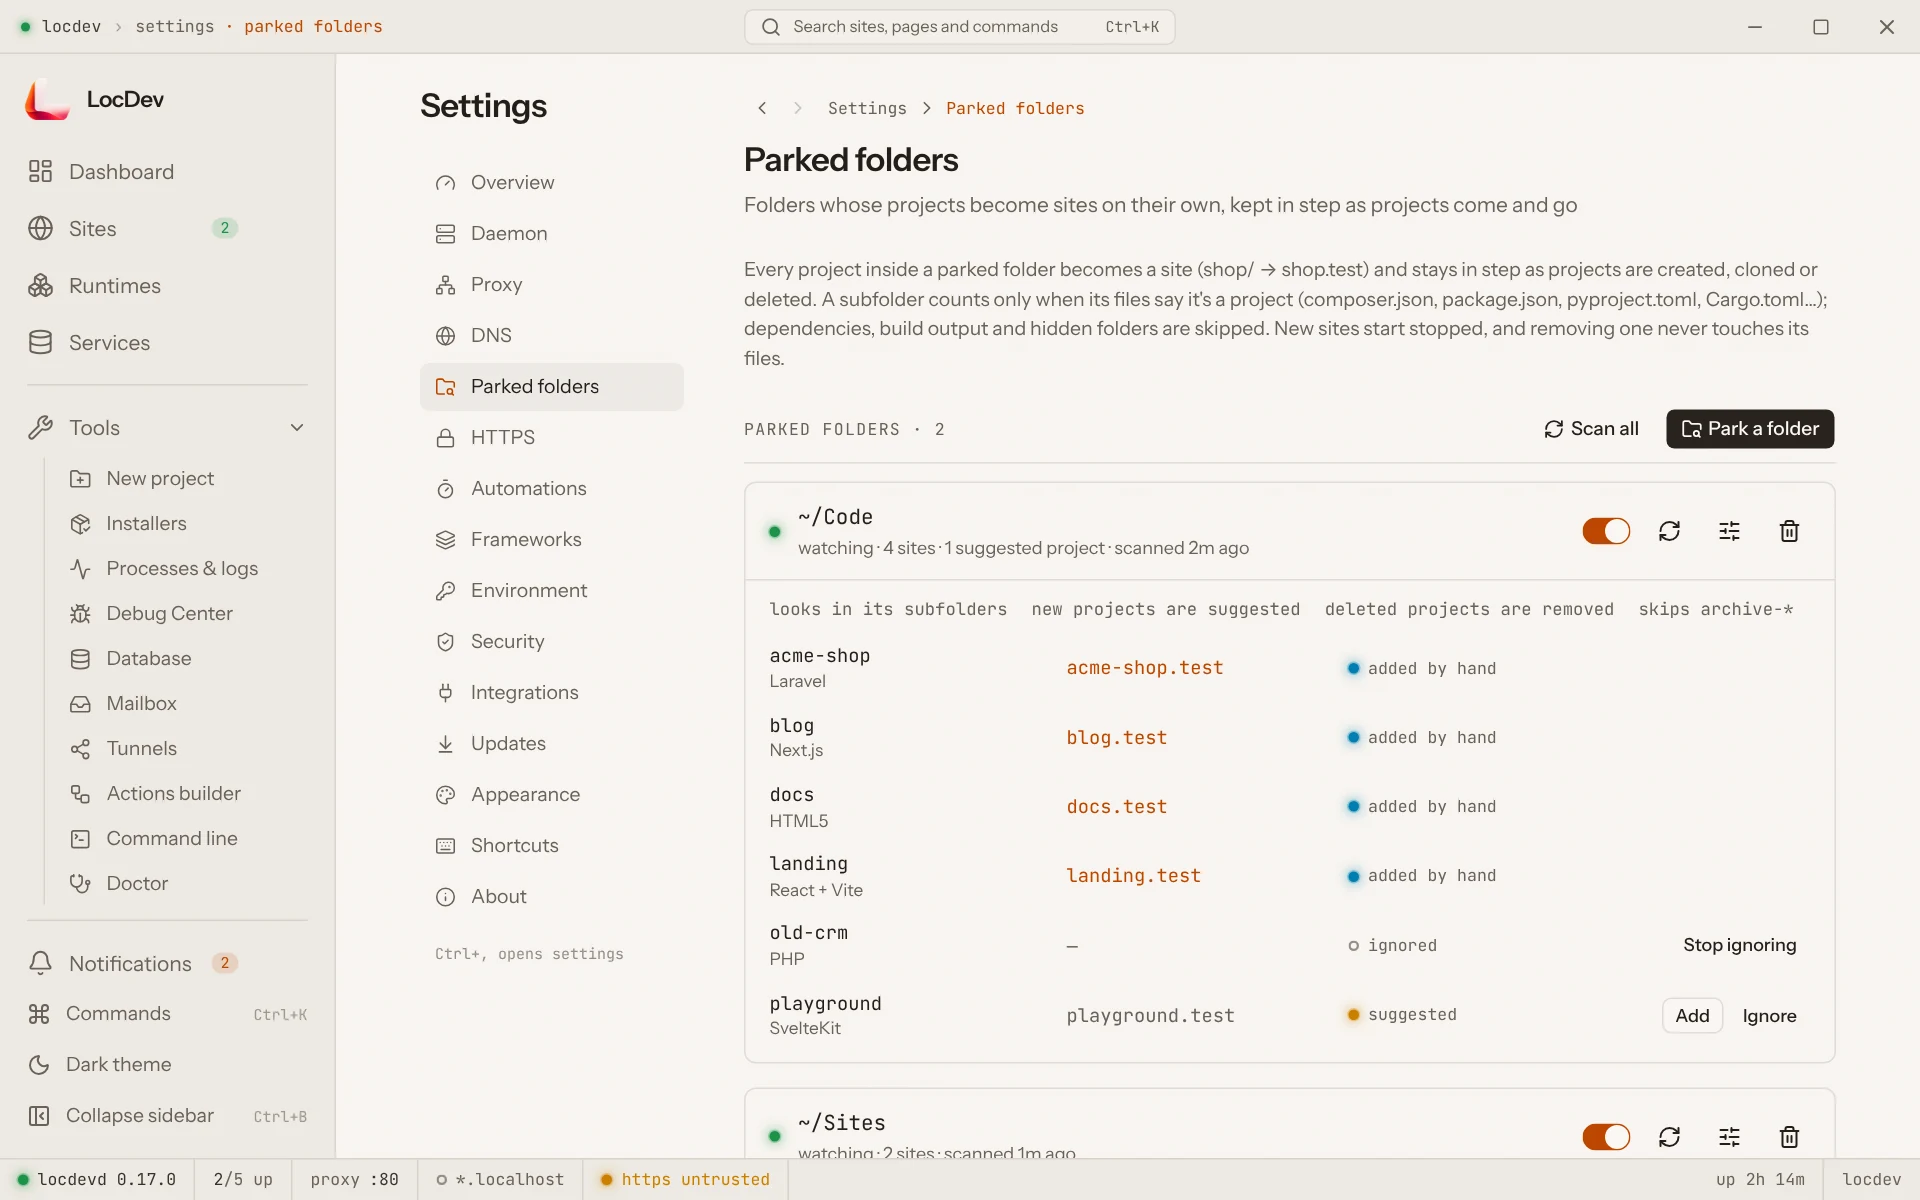 locdev › settings · parked folders
Search sites, pages and commands Ctrl+K
LocDev
Dashboard
Sites 2
Runtimes
Services
Tools
New project
Installers
Processes & logs
Debug Center
Database
Mailbox
Tunnels
Actions builder
Command line
Doctor
Notifications 2
Commands Ctrl+K
Dark theme
Collapse sidebar Ctrl+B
Settings
Overview
Daemon
Proxy
DNS
Parked folders
HTTPS
Automations
Frameworks
Environment
Security
Integrations
Updates
Appearance
Shortcuts
About
Ctrl+, opens settings
Settings > Parked folders
Parked folders
Folders whose projects become sites on their own, kept in step as projects come and go
Every project inside a parked folder becomes a site (shop/ → shop.test) and stays in step as projects are created, cloned or
deleted. A subfolder counts only when its files say it's a project (composer.json, package.json, pyproject.toml, Cargo.toml…);
dependencies, build output and hidden folders are skipped. New sites start stopped, and removing one never touches its
files.
PARKED FOLDERS · 2
Scan all
Park a folder
~/Code
watching · 4 sites · 1 suggested project · scanned 2m ago
looks in its subfolders new projects are suggested deleted projects are removed skips archive-*
acme-shop
Laravel
acme-shop.test
added by hand
blog
Next.js
blog.test
added by hand
docs
HTML5
docs.test
added by hand
landing
React + Vite
landing.test
added by hand
old-crm
PHP
—
ignored
Stop ignoring
playground
SvelteKit
playground.test
suggested
Add
Ignore
~/Sites
watching · 2 sites · scanned 1m ago
locdevd 0.17.0
2/5 up
proxy :80
*.localhost
https untrusted
up 2h 14m
locdev